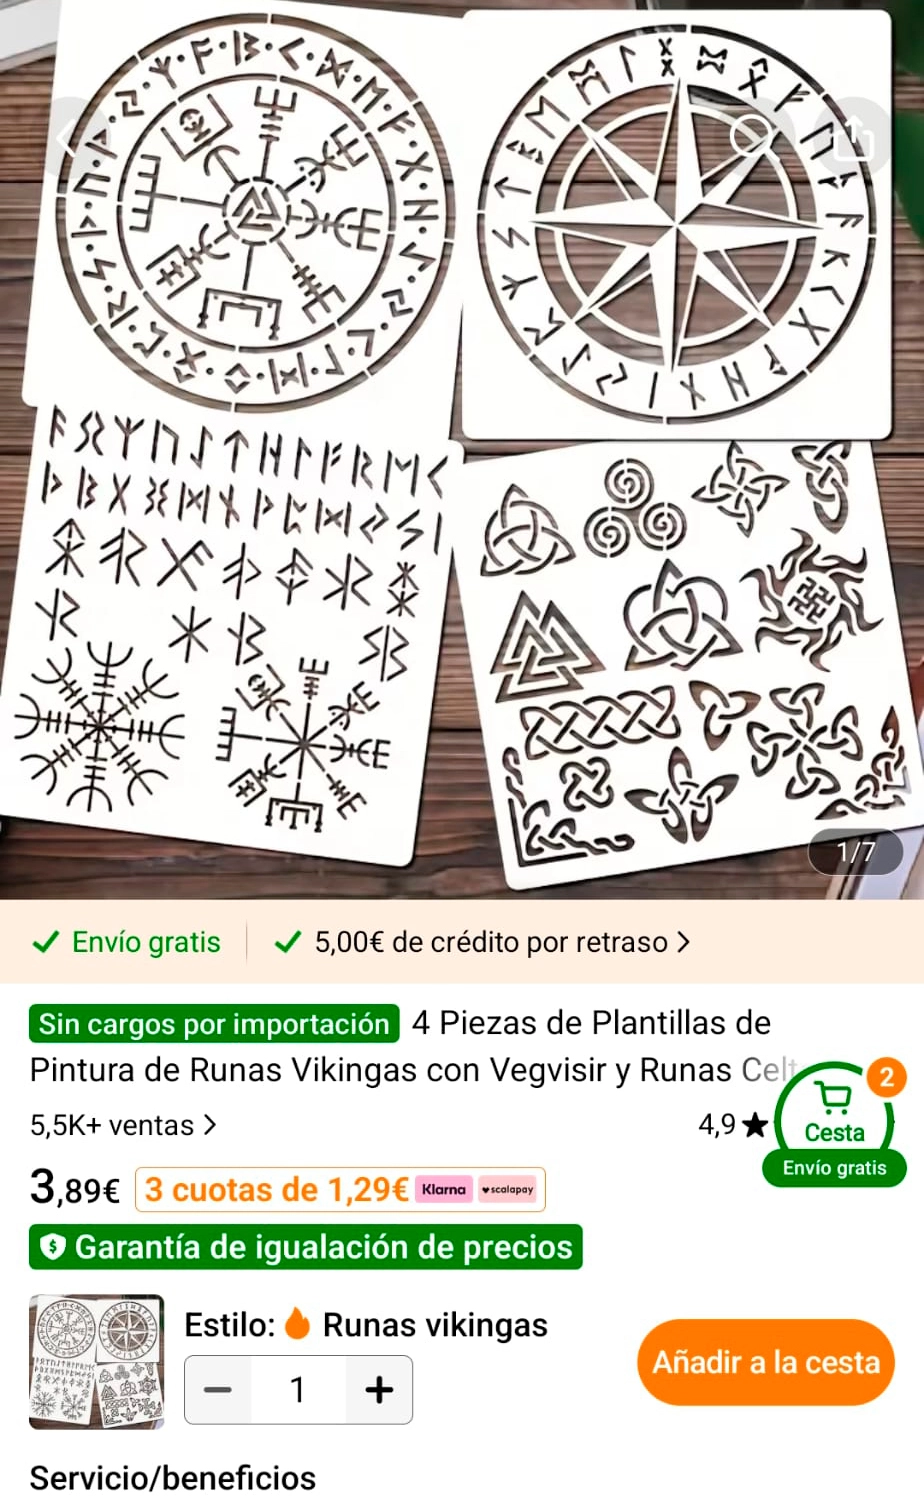 1/7
Envío gratis
5,00€ de crédito por retraso
Sin cargos por importación 4 Piezas de Plantillas de
Pintura de Runas Vikingas con Vegvisir y Runas Celt
5,5K+ ventas
4,9★
2
Cesta
Envío gratis
3,89€ 3 cuotas de 1,29€ Klarna scalapay
Garantía de igualación de precios
Estilo: 🔥 Runas vikingas
1
Añadir a la cesta
Servicio/beneficios